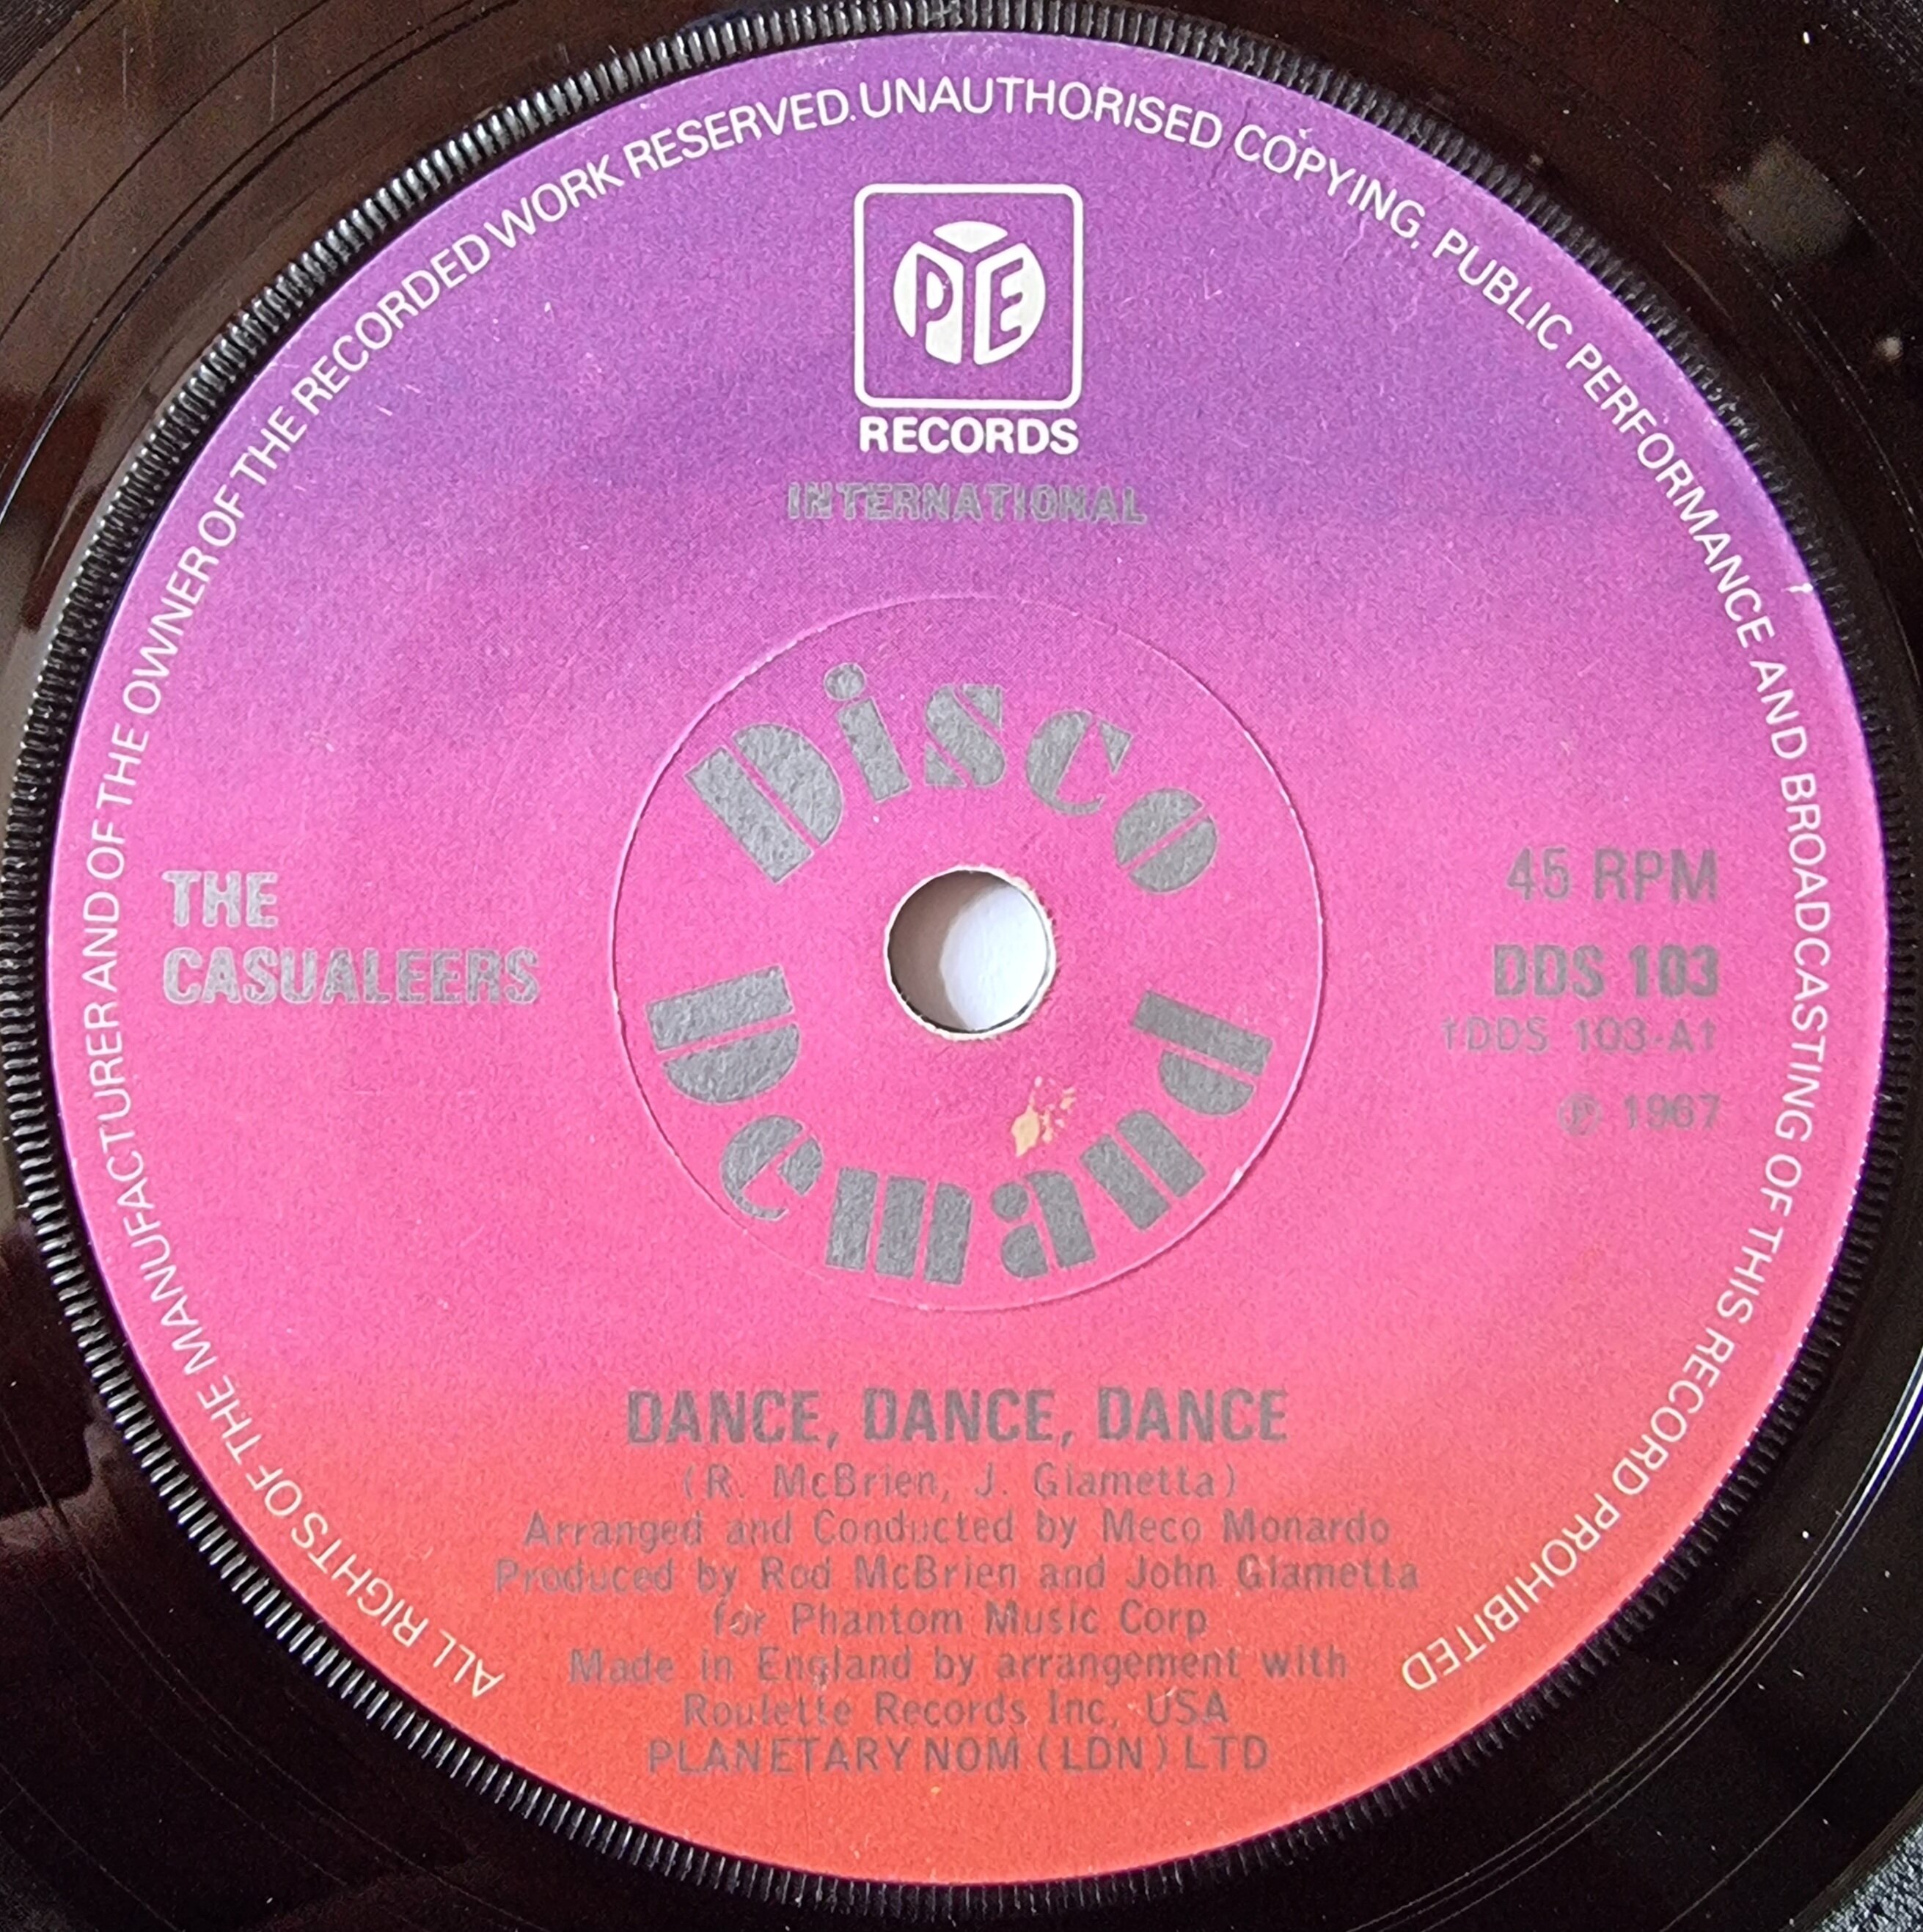 ALL RIGHTS OF THE MANUFACTURER AND OF THE OWNER OF THE RECORDED WORK RESERVED. UNAUTHORISED COPYING, PUBLIC PERFORMANCE AND BROADCASTING OF THIS RECORD PROHIBITED
PYE
RECORDS
INTERNATIONAL
Disco
Demand
THE
CASUALEERS
45 RPM
DDS 103
†DDS 103-A†
℗ 1967
DANCE, DANCE, DANCE
(R. McBrien, J. Giametta)
Arranged and Conducted by Meco Monardo
Produced by Rod McBrien and John Giametta
for Phantom Music Corp
Made in England by arrangement with
Roulette Records Inc, USA
PLANETARY NOM (LDN) LTD